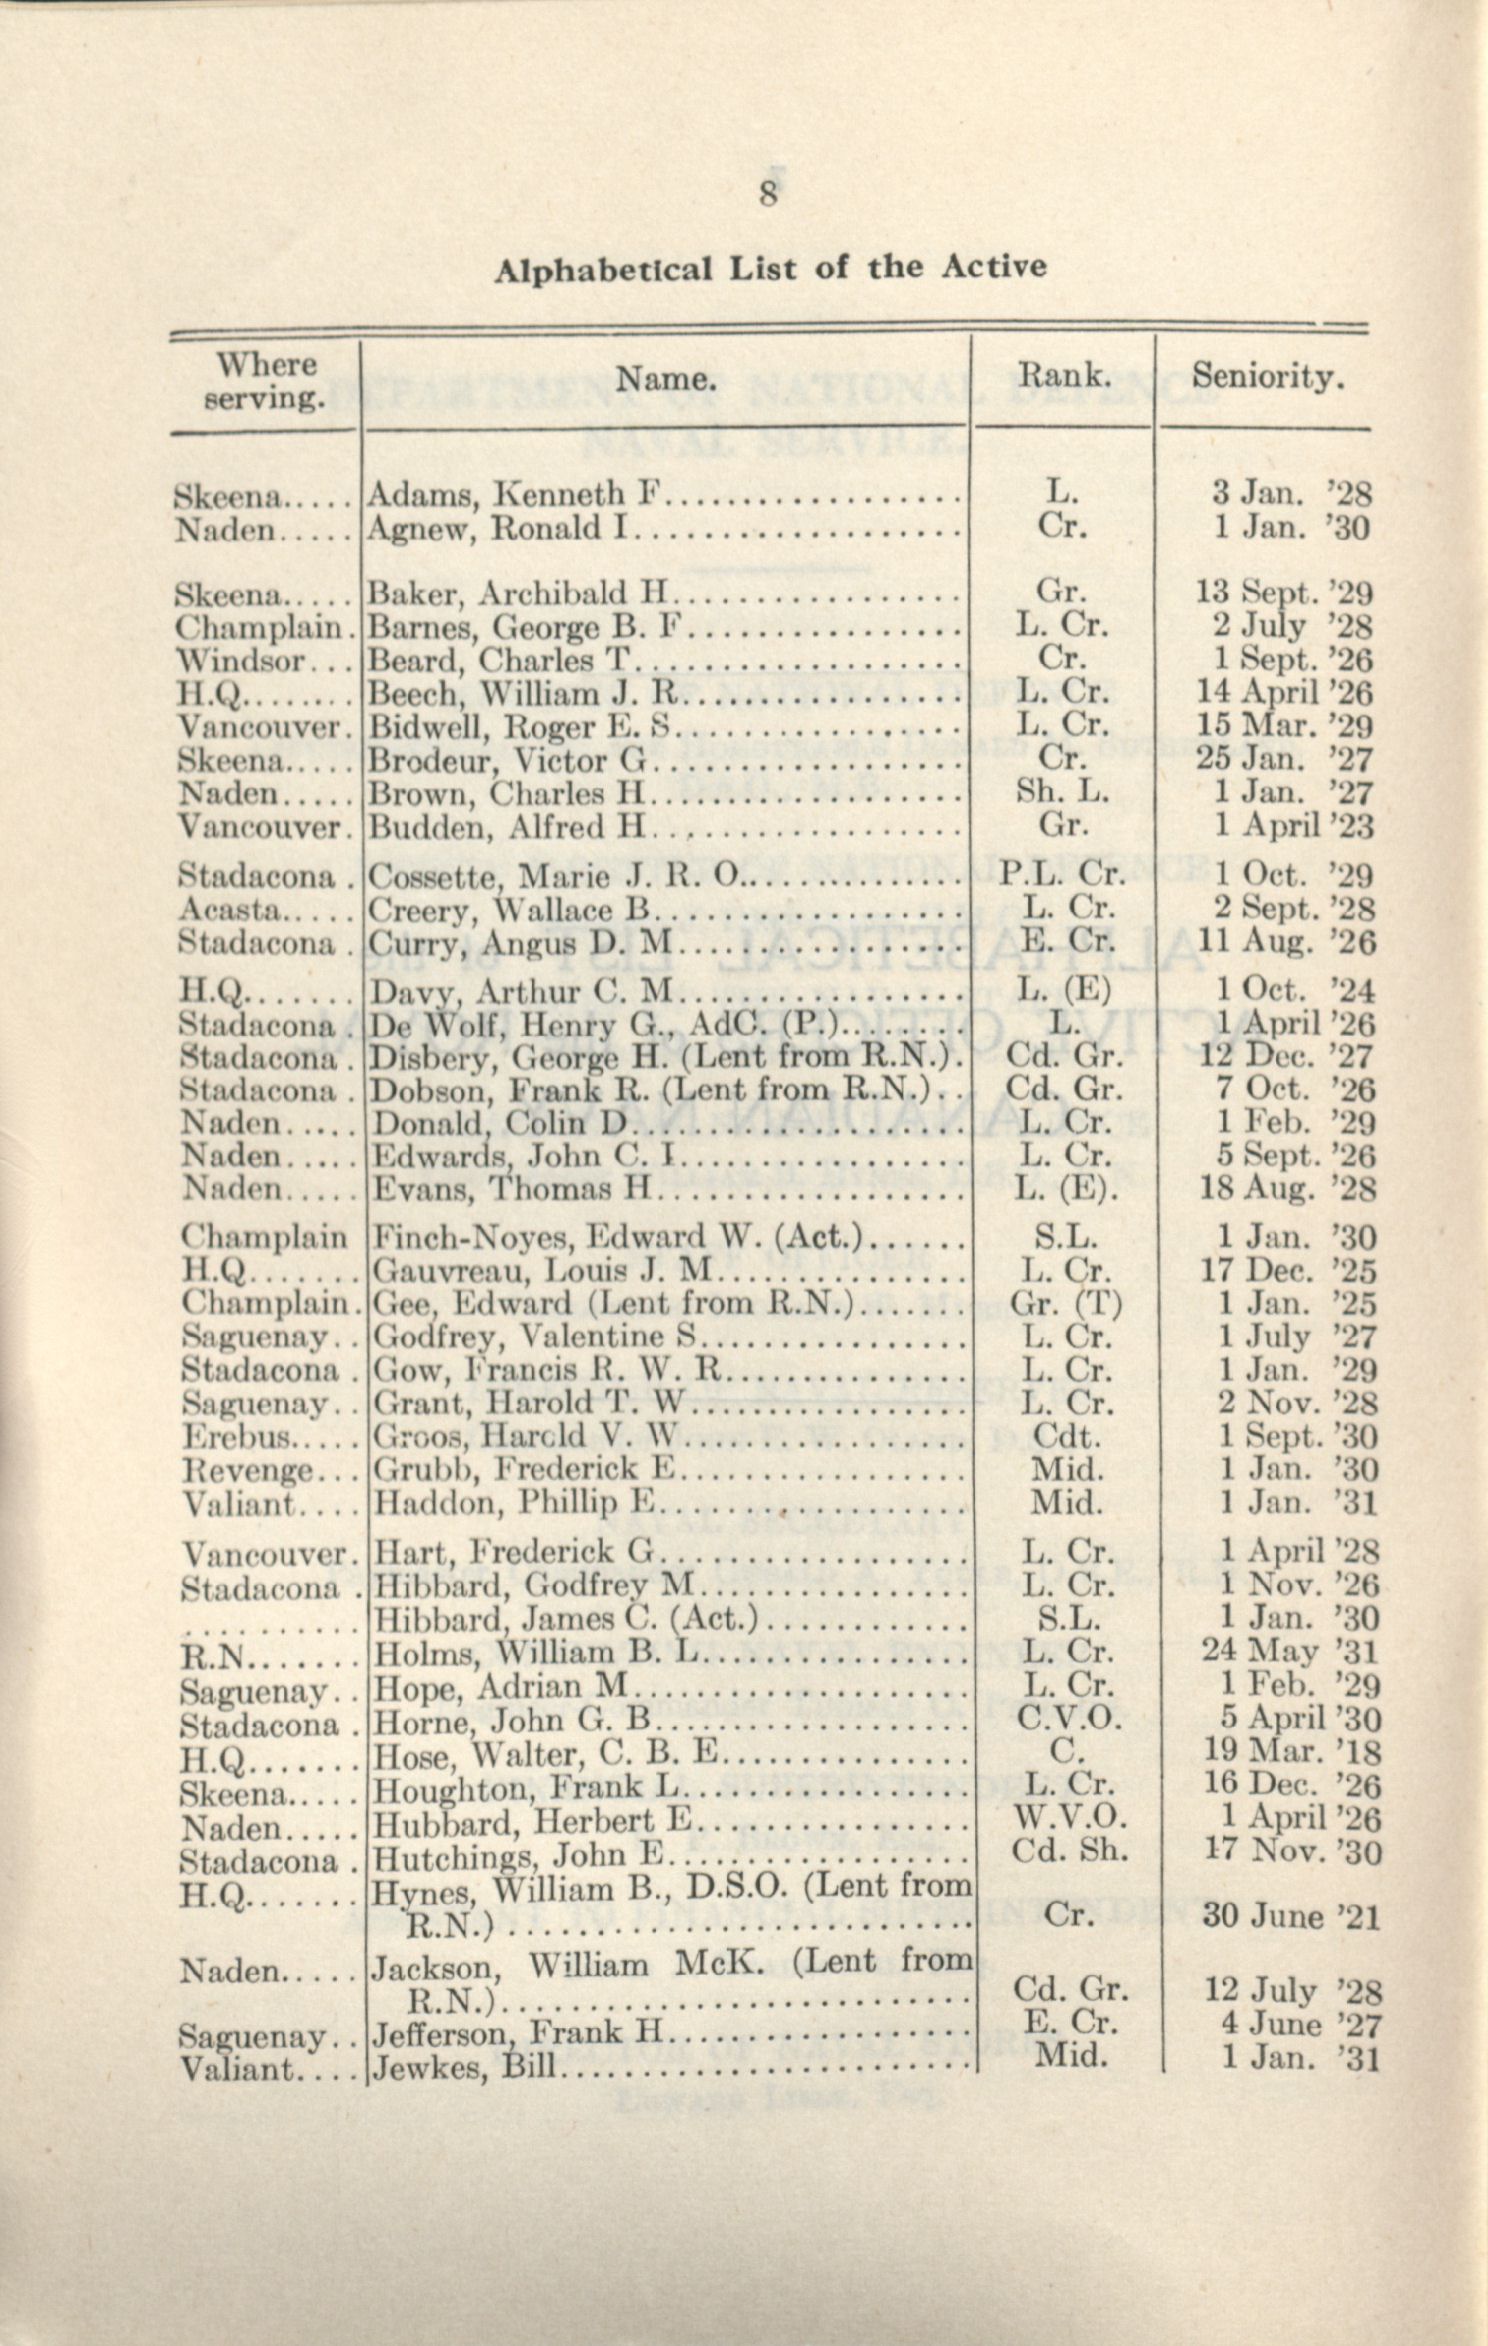 8
Alphabetical List of the Active
Where serving. Name. Rank. Seniority.
Skeena..... Adams, Kenneth F.................. L. 3 Jan. ’28
Naden..... Agnew, Ronald I................... Cr. 1 Jan. ’30
Skeena..... Baker, Archibald H................. Gr. 13 Sept. ’29
Champlain. Barnes, George B. F................ L. Cr. 2 July ’28
Windsor... Beard, Charles T................... Cr. 1 Sept. ’26
H.Q........ Beech, William J. R................ L. Cr. 14 April ’26
Vancouver. Bidwell, Roger E. S................. L. Cr. 15 Mar. ’29
Skeena..... Brodeur, Victor G.................. Cr. 25 Jan. ’27
Naden..... Brown, Charles H.................. Sh. L. 1 Jan. ’27
Vancouver. Budden, Alfred H.................. Gr. 1 April ’23
Stadacona . Cossette, Marie J. R. O.............. P.L. Cr. 1 Oct. ’29
Acasta..... Creery, Wallace B.................. L. Cr. 2 Sept. ’28
Stadacona . Curry, Angus D. M................. E. Cr. 11 Aug. ’26
H.Q....... Davy, Arthur C. M................. L. (E) 1 Oct. ’24
Stadacona . De Wolf, Henry G., AdC. (P.)........ L. 1 April ’26
Stadacona . Disbery, George H. (Lent from R.N.). Cd. Gr. 12 Dec. ’27
Stadacona . Dobson, Frank R. (Lent from R.N.).. Cd. Gr. 7 Oct. ’26
Naden..... Donald, Colin D.................... L. Cr. 1 Feb. ’29
Naden..... Edwards, John C. I................. L. Cr. 5 Sept. ’26
Naden..... Evans, Thomas H.................. L. (E). 18 Aug. ’28
Champlain Finch-Noyes, Edward W. (Act.)...... S.L. 1 Jan. ’30
H.Q....... Gauvreau, Louis J. M............... L. Cr. 17 Dec. ’25
Champlain. Gee, Edward (Lent from R.N.)....... Gr. (T) 1 Jan. ’25
Saguenay.. Godfrey, Valentine S................ L. Cr. 1 July ’27
Stadacona . Gow, Francis R. W. R............... L. Cr. 1 Jan. ’29
Saguenay.. Grant, Harold T. W................. L. Cr. 2 Nov. ’28
Erebus..... Groos, Harold V. W................. Cdt. 1 Sept. ’30
Revenge... Grubb, Frederick E................. Mid. 1 Jan. ’30
Valiant.... Haddon, Phillip E.................. Mid. 1 Jan. ’31
Vancouver. Hart, Frederick G.................. L. Cr. 1 April ’28
Stadacona . Hibbard, Godfrey M................ L. Cr. 1 Nov. ’26
.......... Hibbard, James C. (Act.)............ S.L. 1 Jan. ’30
R.N....... Holms, William B. L................ L. Cr. 24 May ’31
Saguenay.. Hope, Adrian M.................... L. Cr. 1 Feb. ’29
Stadacona . Horne, John G. B................... C.V.O. 5 April ’30
H.Q....... Hose, Walter, C. B. E............... C. 19 Mar. ’18
Skeena..... Houghton, Frank L................. L. Cr. 16 Dec. ’26
Naden..... Hubbard, Herbert E................ W.V.O. 1 April ’26
Stadacona . Hutchings, John E.................. Cd. Sh. 17 Nov. ’30
H.Q....... Hynes, William B., D.S.O. (Lent from
R.N.)........................... Cr. 30 June ’21
Naden..... Jackson, William McK. (Lent from
R.N.)........................... Cd. Gr. 12 July ’28
Saguenay.. Jefferson, Frank H.................. E. Cr. 4 June ’27
Valiant.... Jewkes, Bill......................... Mid. 1 Jan. ’31